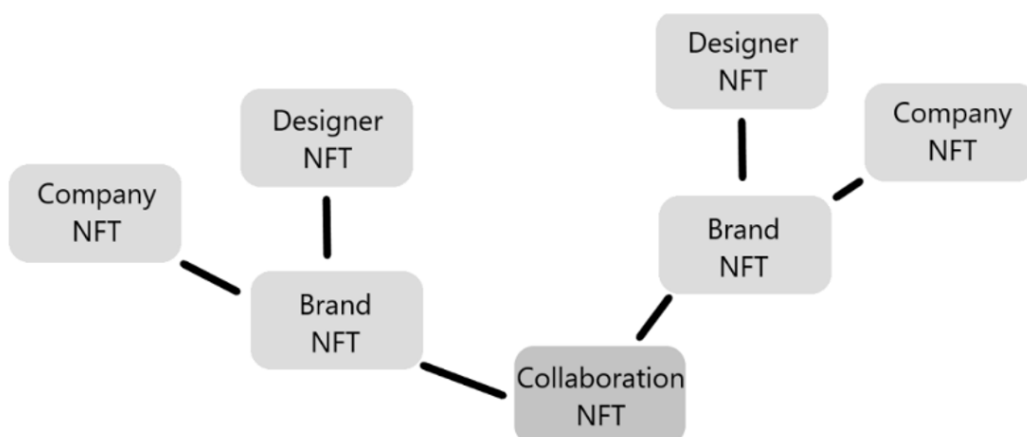 Designer
NFT
Company
NFT
Designer
NFT
Company
NFT
Brand
NFT
Brand
NFT
Collaboration
NFT